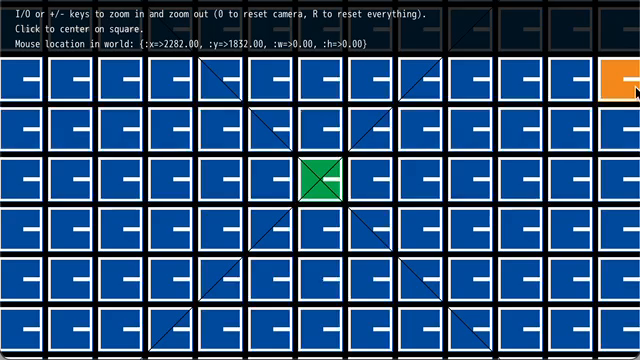 I/O or +/- keys to zoom in and zoom out (0 to reset camera, R to reset everything).
Click to center on square.
Mouse location in world: {:x=>2282.00, :y=>1832.00, :w=>0.00, :h=>0.00}